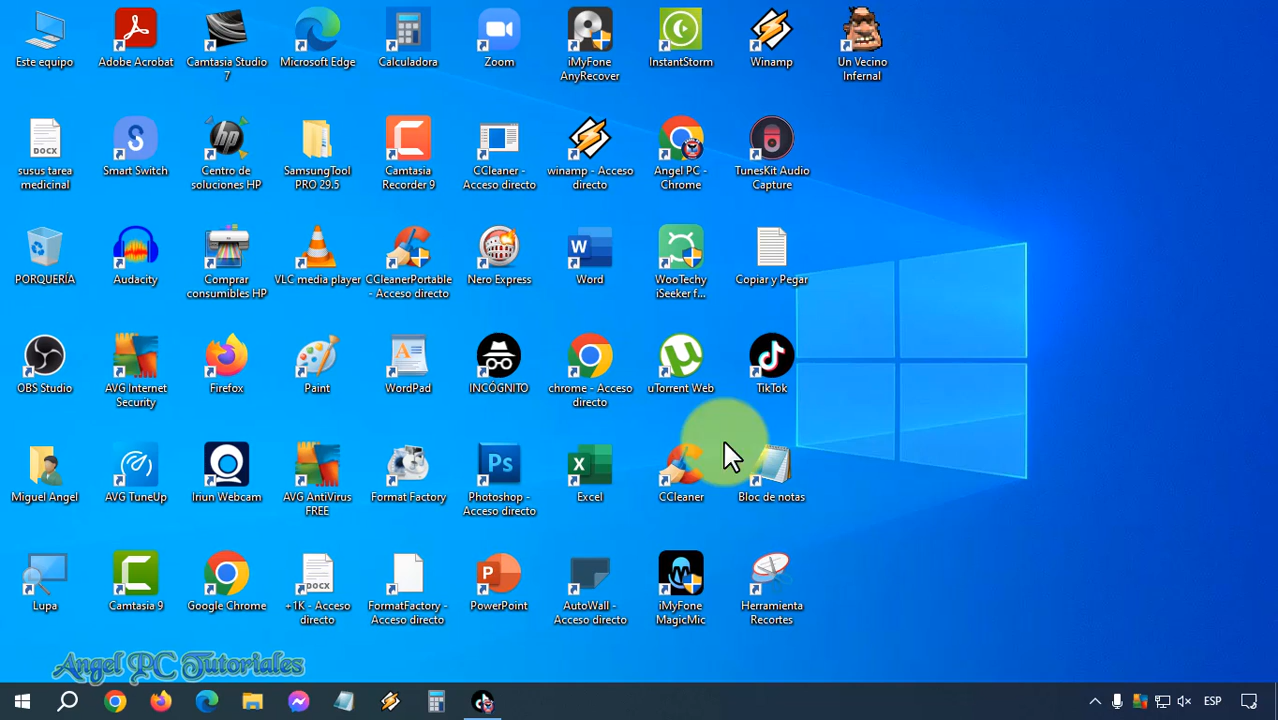 Este equipo
Adobe Acrobat
Camtasia Studio
7
Microsoft Edge
Calculadora
Zoom
iMyFone
AnyRecover
InstantStorm
Winamp
Un Vecino
Infernal
DOCX
susus tarea
medicinal
Smart Switch
hp
Centro de
soluciones HP
SamsungTool
PRO 29.5
Camtasia
Recorder 9
CCleaner -
Acceso directo
winamp - Acceso
directo
Angel PC -
Chrome
TunesKit Audio
Capture
PORQUERÍA
Audacity
Comprar
consumibles HP
VLC media player
CCleanerPortable
- Acceso directo
Nero Express
W
Word
WooTechy
iSeeker f...
Copiar y Pegar
OBS Studio
AVG Internet
Security
Firefox
Paint
WordPad
INCÓGNITO
chrome - Acceso
directo
uTorrent Web
TikTok
Miguel Angel
AVG TuneUp
Iriun Webcam
AVG AntiVirus
FREE
Format Factory
Ps
Photoshop -
Acceso directo
X
Excel
CCleaner
Bloc de notas
Lupa
Camtasia 9
Google Chrome
DOCX
+1K - Acceso
directo
FormatFactory -
Acceso directo
P
PowerPoint
AutoWall -
Acceso directo
iMyFone
MagicMic
Herramienta
Recortes
Angel PC Tutoriales
ESP